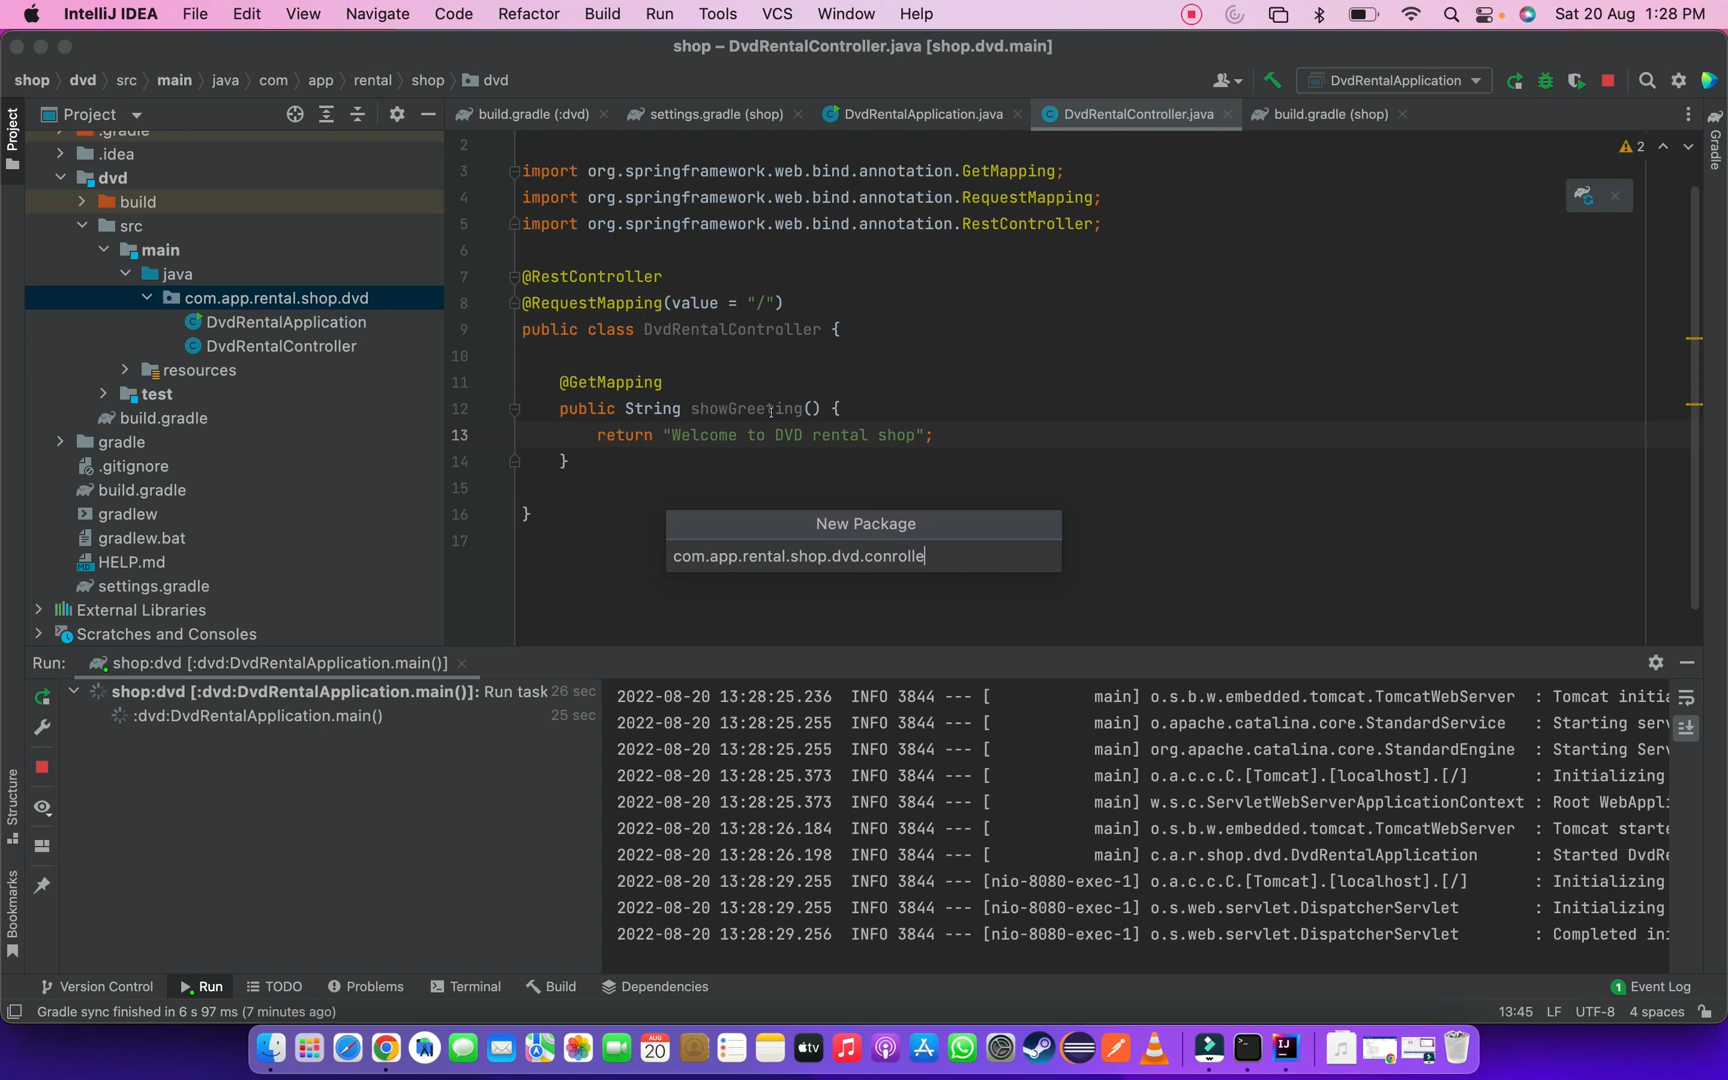 IntelliJ IDEA File Edit View Navigate Code Refactor Build Run Tools VCS Window Help Sat 20 Aug 1:28 PM
shop – DvdRentalController.java [shop.dvd.main]
shop dvd src main java com app rental shop dvd DvdRentalApplication
Project build.gradle (:dvd) settings.gradle (shop) DvdRentalApplication.java DvdRentalController.java build.gradle (shop)
Project
Gradle
.gradle
.idea
dvd
build
src
main
java
com.app.rental.shop.dvd
DvdRentalApplication
DvdRentalController
resources
test
build.gradle
gradle
.gitignore
build.gradle
gradlew
gradlew.bat
HELP.md
settings.gradle
External Libraries
Scratches and Consoles
2
2
3 import org.springframework.web.bind.annotation.GetMapping;
4 import org.springframework.web.bind.annotation.RequestMapping;
5 import org.springframework.web.bind.annotation.RestController;
6
7 @RestController
8 @RequestMapping(value = "/")
9 public class DvdRentalController {
10
11 @GetMapping
12 public String showGreeting() {
13 return "Welcome to DVD rental shop";
14 }
15
16 }
17
New Package
com.app.rental.shop.dvd.conrolle
Run: shop:dvd [:dvd:DvdRentalApplication.main()]
shop:dvd [:dvd:DvdRentalApplication.main()]: Run task 26 sec
:dvd:DvdRentalApplication.main() 25 sec
2022-08-20 13:28:25.236 INFO 3844 --- [ main] o.s.b.w.embedded.tomcat.TomcatWebServer : Tomcat initia
2022-08-20 13:28:25.255 INFO 3844 --- [ main] o.apache.catalina.core.StandardService : Starting serv
2022-08-20 13:28:25.255 INFO 3844 --- [ main] org.apache.catalina.core.StandardEngine : Starting Serv
2022-08-20 13:28:25.373 INFO 3844 --- [ main] o.a.c.c.C.[Tomcat].[localhost].[/] : Initializing
2022-08-20 13:28:25.373 INFO 3844 --- [ main] w.s.c.ServletWebServerApplicationContext : Root WebAppli
2022-08-20 13:28:26.184 INFO 3844 --- [ main] o.s.b.w.embedded.tomcat.TomcatWebServer : Tomcat starte
2022-08-20 13:28:26.198 INFO 3844 --- [ main] c.a.r.shop.dvd.DvdRentalApplication : Started DvdRe
2022-08-20 13:28:29.255 INFO 3844 --- [nio-8080-exec-1] o.a.c.c.C.[Tomcat].[localhost].[/] : Initializing
2022-08-20 13:28:29.255 INFO 3844 --- [nio-8080-exec-1] o.s.web.servlet.DispatcherServlet : Initializing
2022-08-20 13:28:29.256 INFO 3844 --- [nio-8080-exec-1] o.s.web.servlet.DispatcherServlet : Completed ini
Structure
Bookmarks
Version Control Run TODO Problems Terminal Build Dependencies 1 Event Log
Gradle sync finished in 6 s 97 ms (7 minutes ago) 13:45 LF UTF-8 4 spaces
AUG
20
tv
IJ